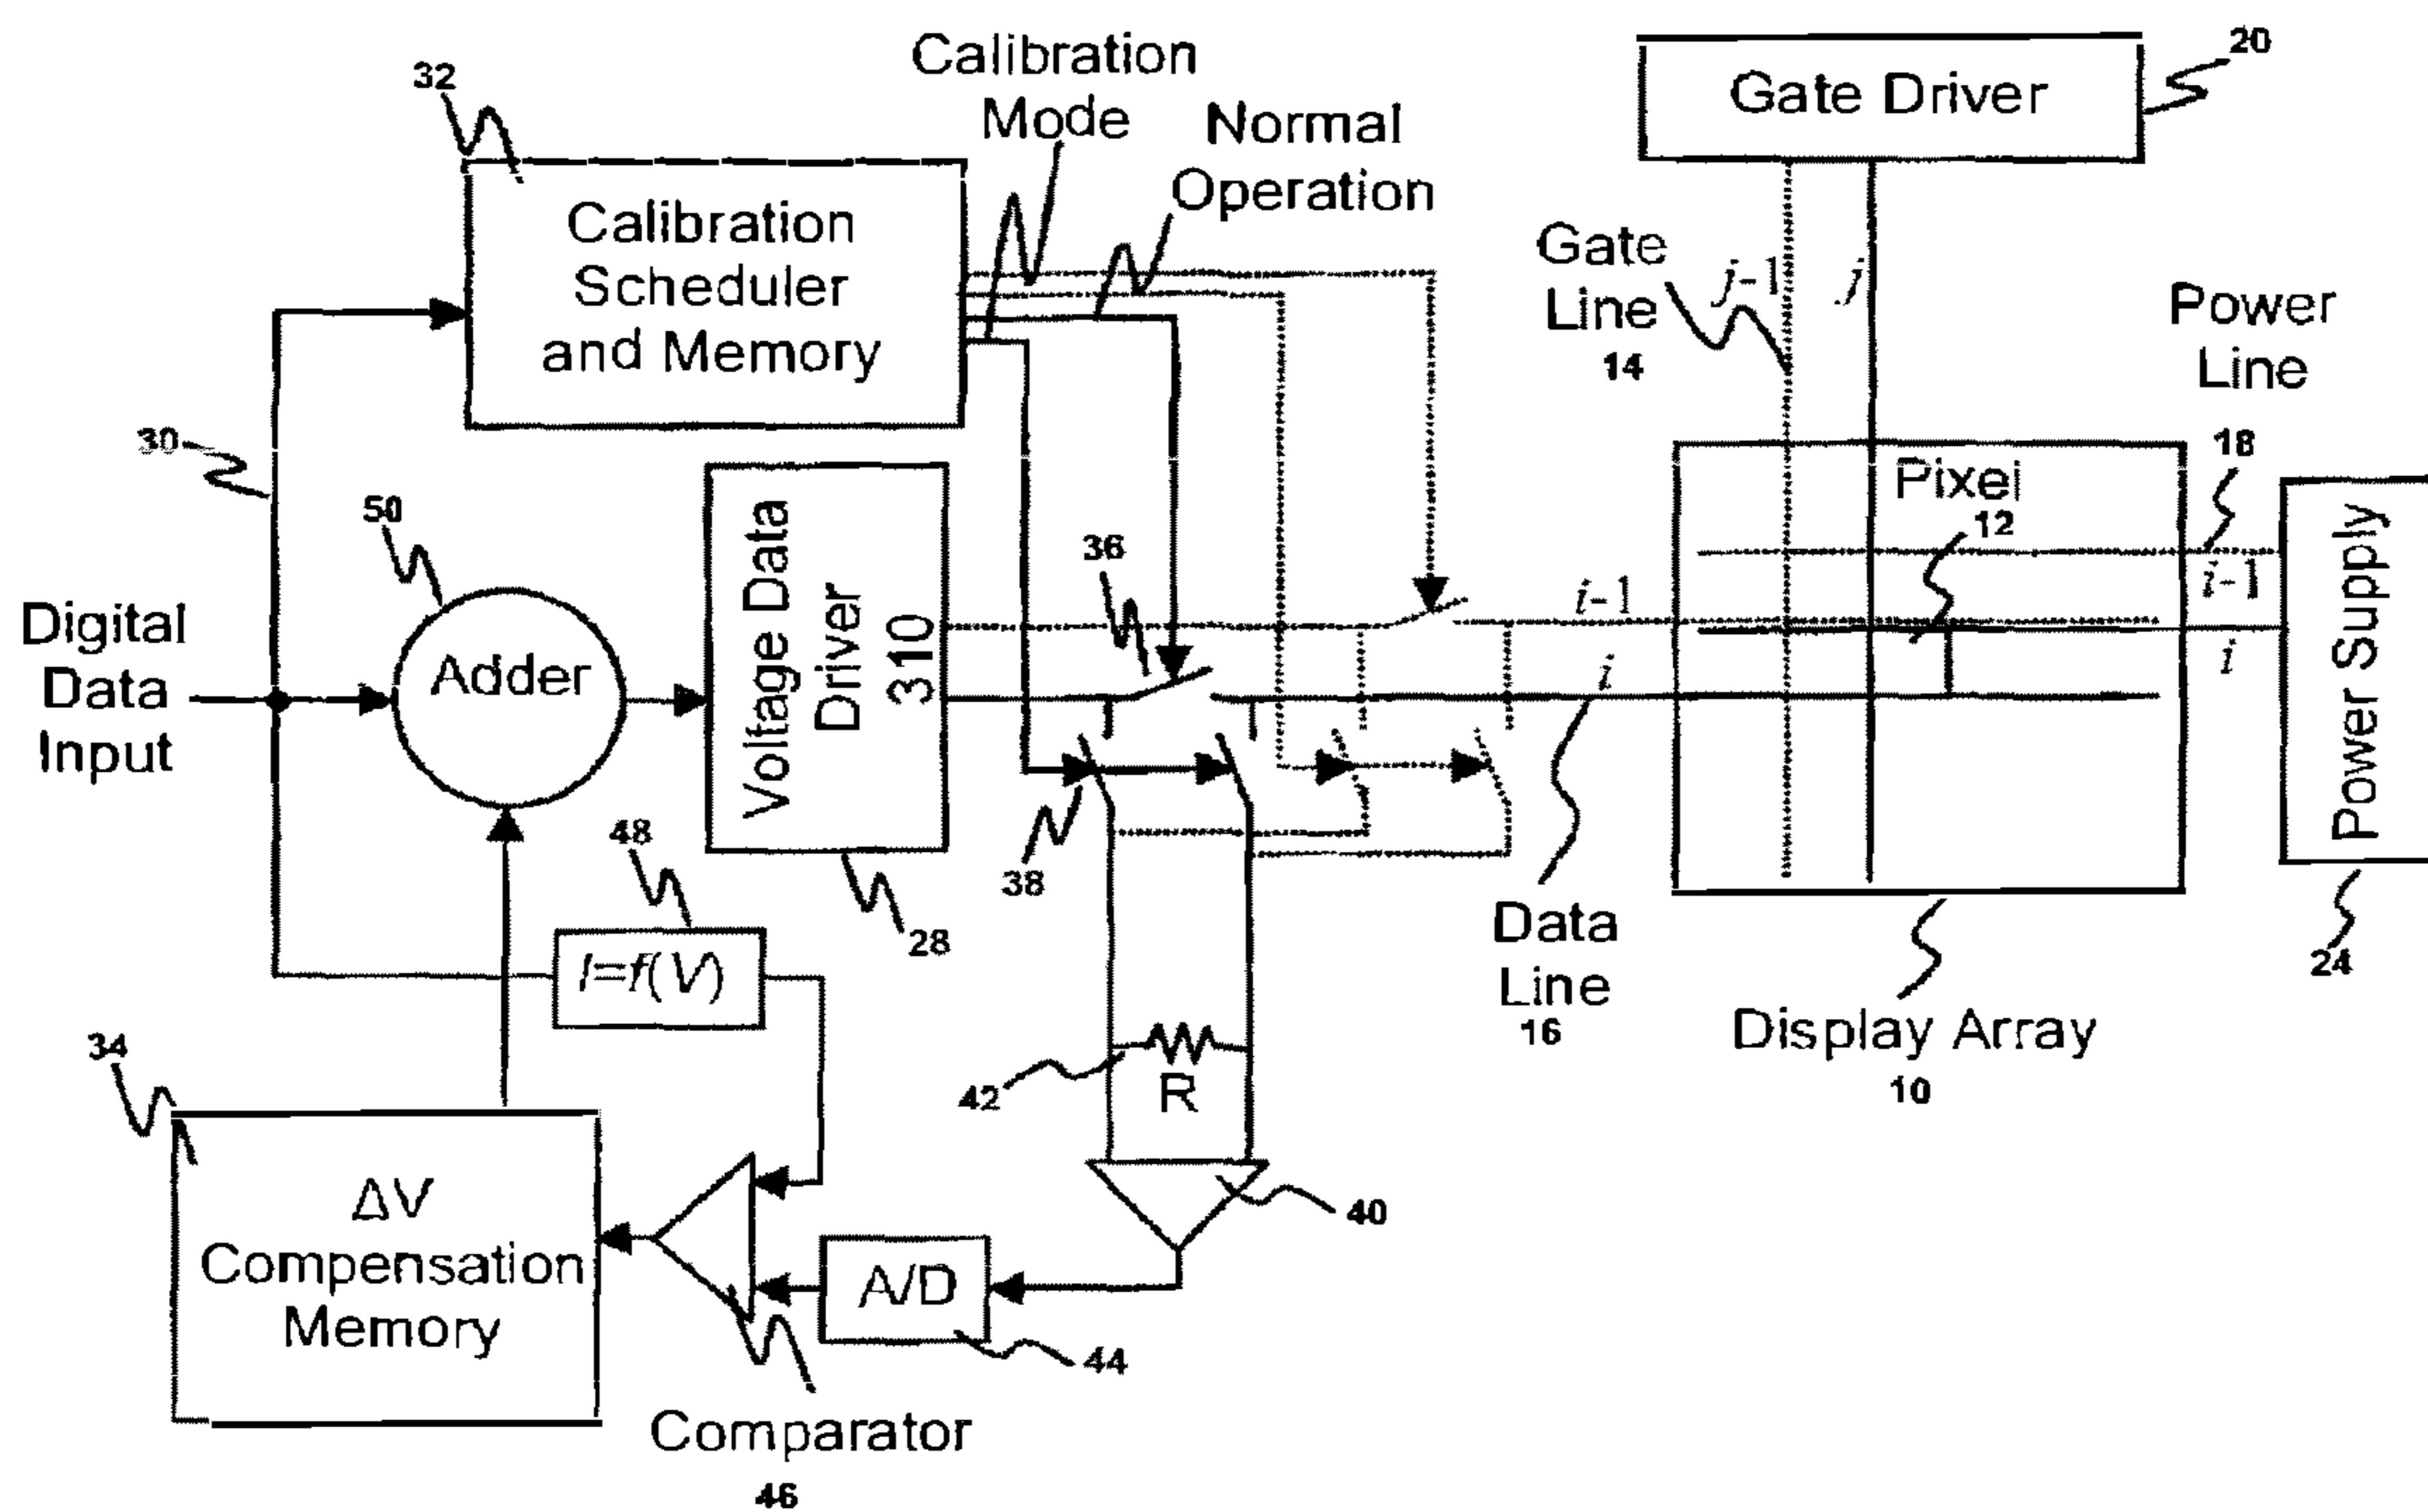 32
Calibration
Mode
Normal
Operation
Gate Driver
20
Calibration
Scheduler
and Memory
Gate
Line
14
j-1
j
Power
Line
30
50
Voltage Data
Driver
310
36
Pixel
12
18
i-1
i
i-1
i
Power Supply
Digital
Data
Input
Adder
48
28
38
Data
Line
16
24
Display Array
10
I=f(V)
34
42
R
ΔV
Compensation
Memory
40
A/D
44
Comparator
46